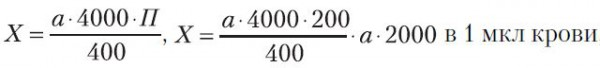 X = a·4000·П / 400, X = a·4000·200 / 400 · a·2000 в 1 мкл крови